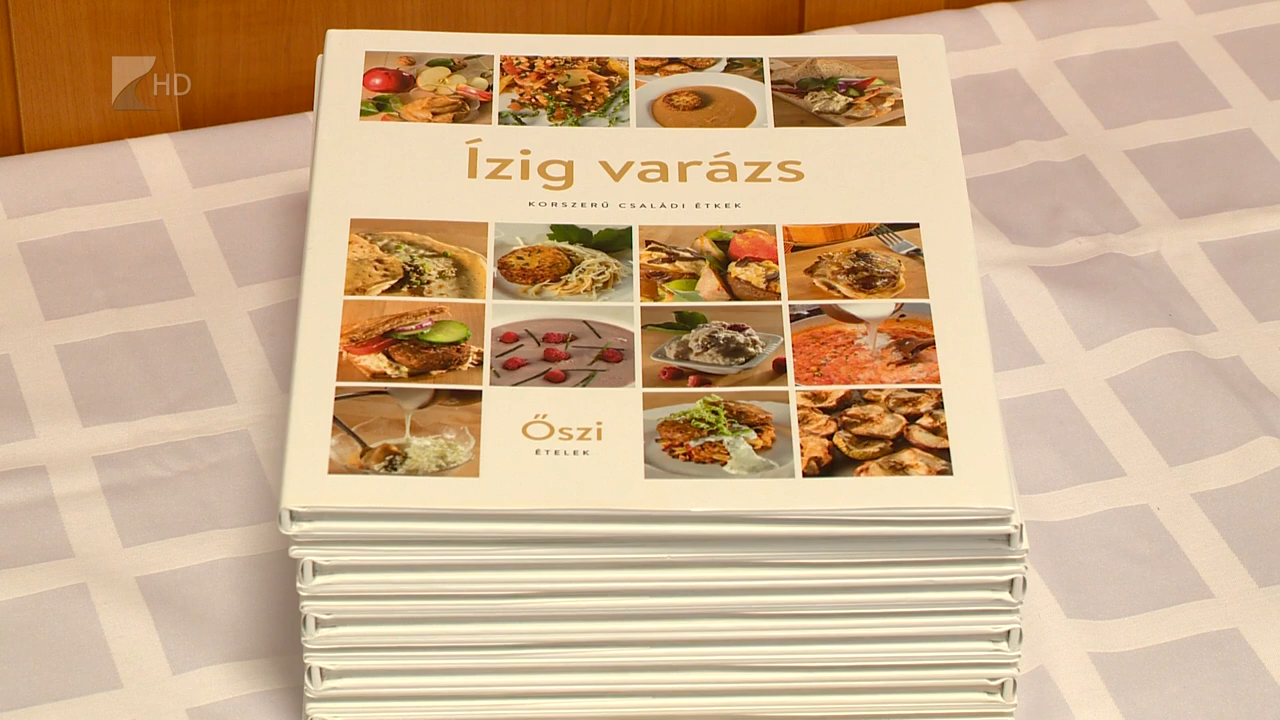 HD
Ízig varázs
KORSZERŰ CSALÁDI ÉTKEK
Őszi
ÉTELEK